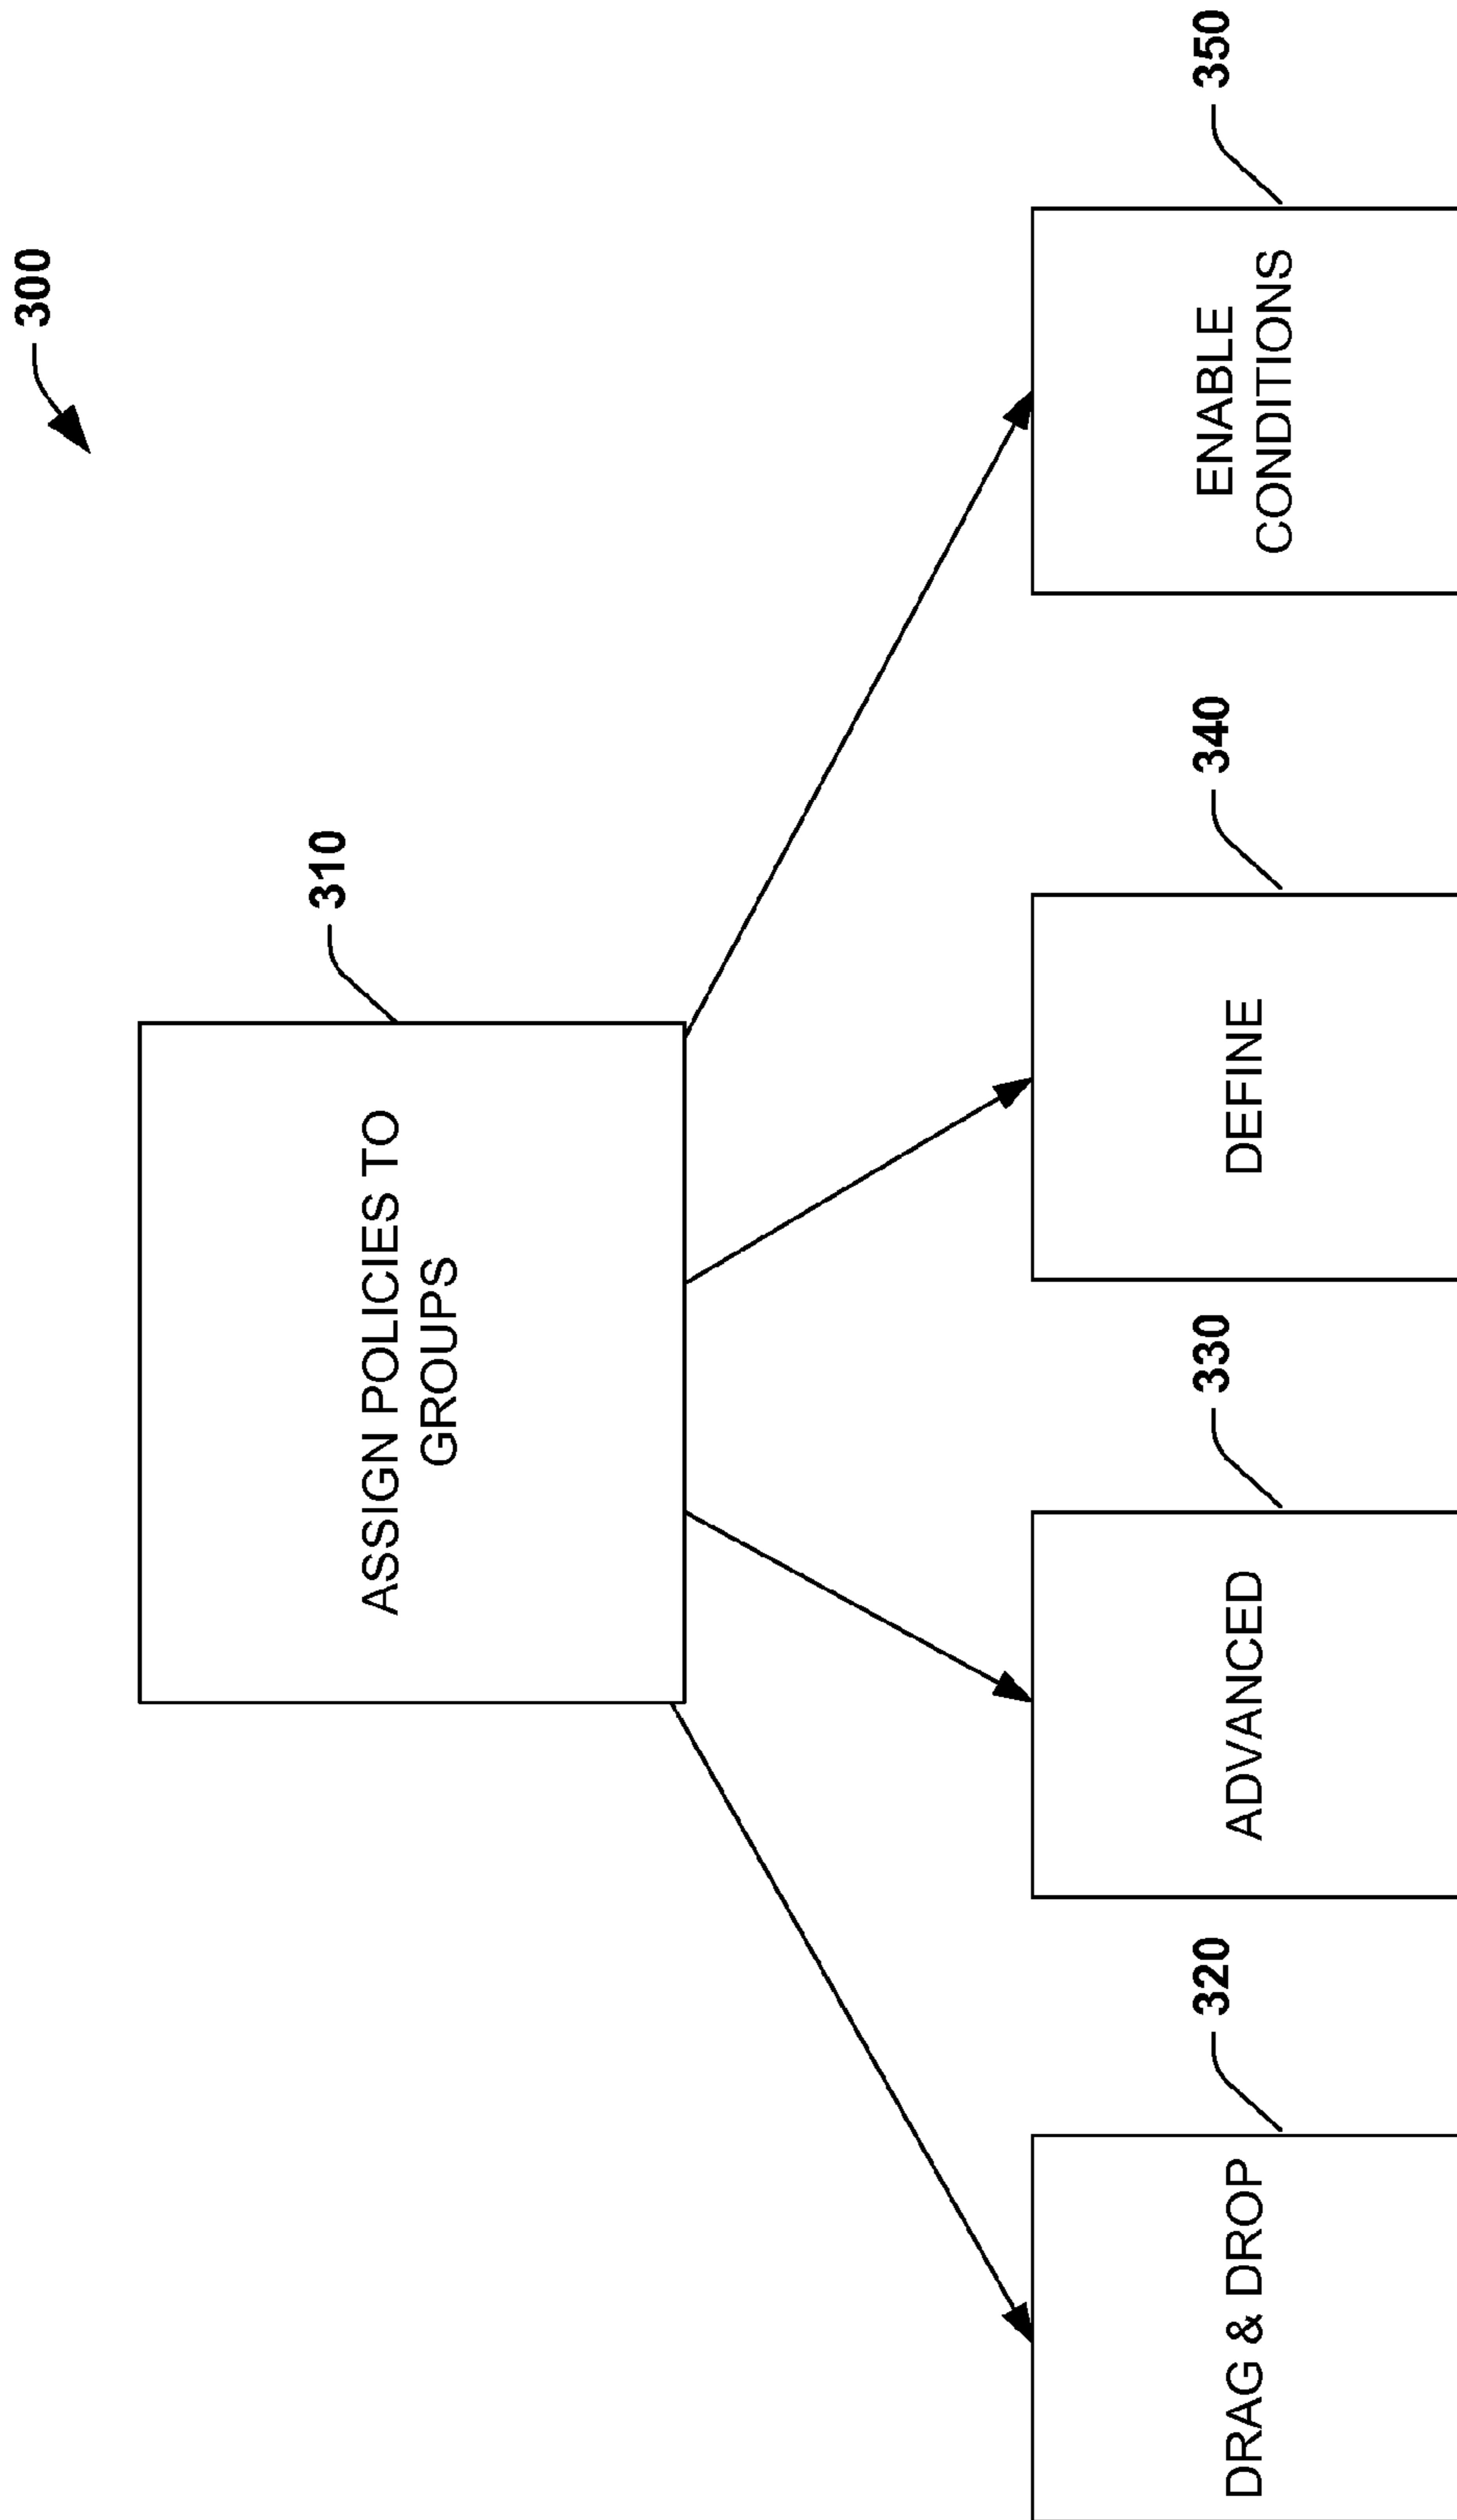 300
310
ASSIGN POLICIES TO
GROUPS
320
330
340
350
DRAG & DROP
ADVANCED
DEFINE
ENABLE
CONDITIONS